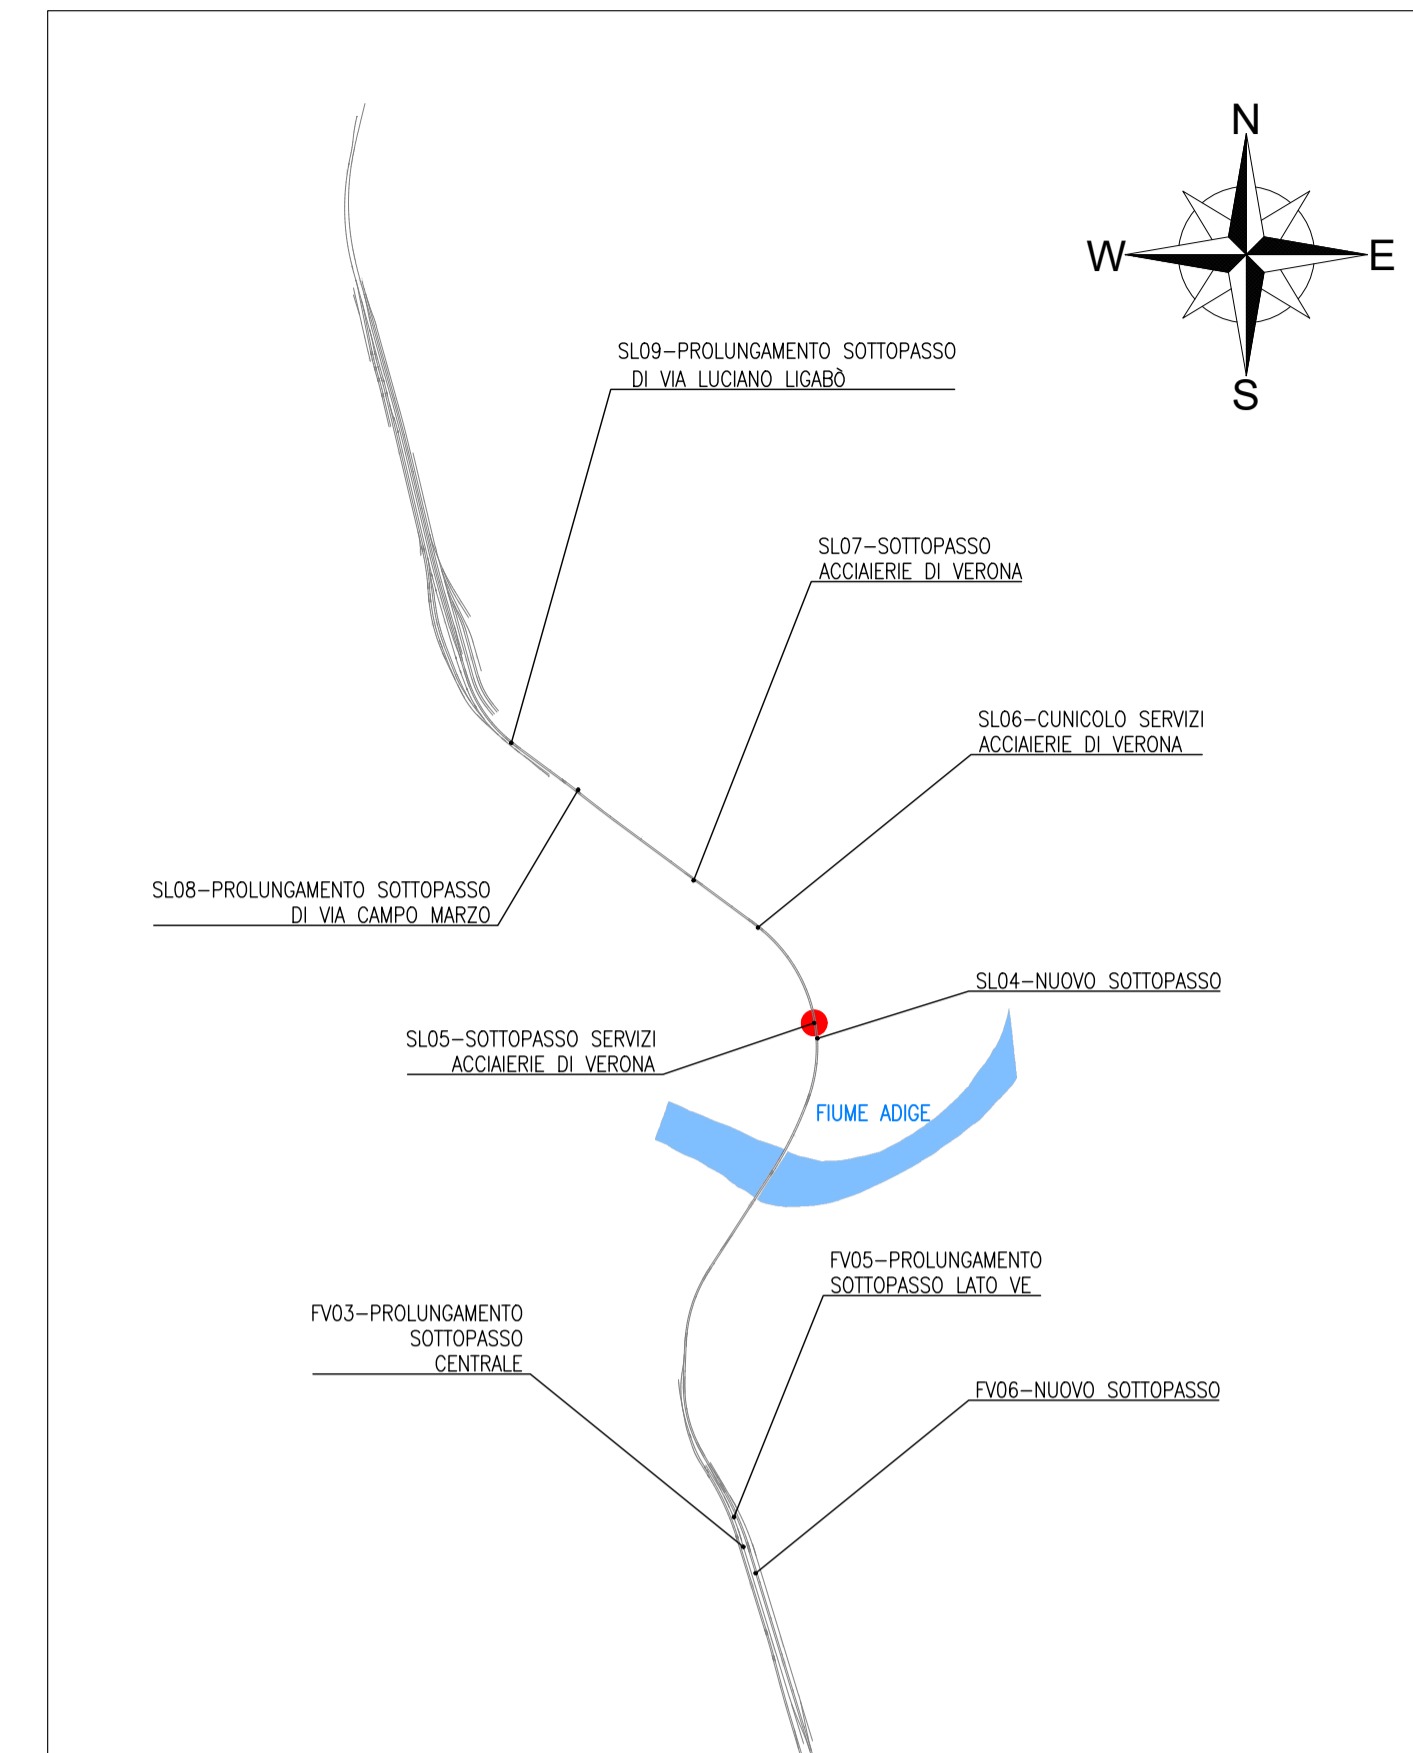 N
W
E
S
SL09-PROLUNGAMENTO SOTTOPASSO
DI VIA LUCIANO LIGABÒ
SL07-SOTTOPASSO
ACCIAIERIE DI VERONA
SL06-CUNICOLO SERVIZI
ACCIAIERIE DI VERONA
SL08-PROLUNGAMENTO SOTTOPASSO
DI VIA CAMPO MARZO
SL04-NUOVO SOTTOPASSO
SL05-SOTTOPASSO SERVIZI
ACCIAIERIE DI VERONA
FIUME ADIGE
FV05-PROLUNGAMENTO
SOTTOPASSO LATO VE
FV03-PROLUNGAMENTO
SOTTOPASSO
CENTRALE
FV06-NUOVO SOTTOPASSO